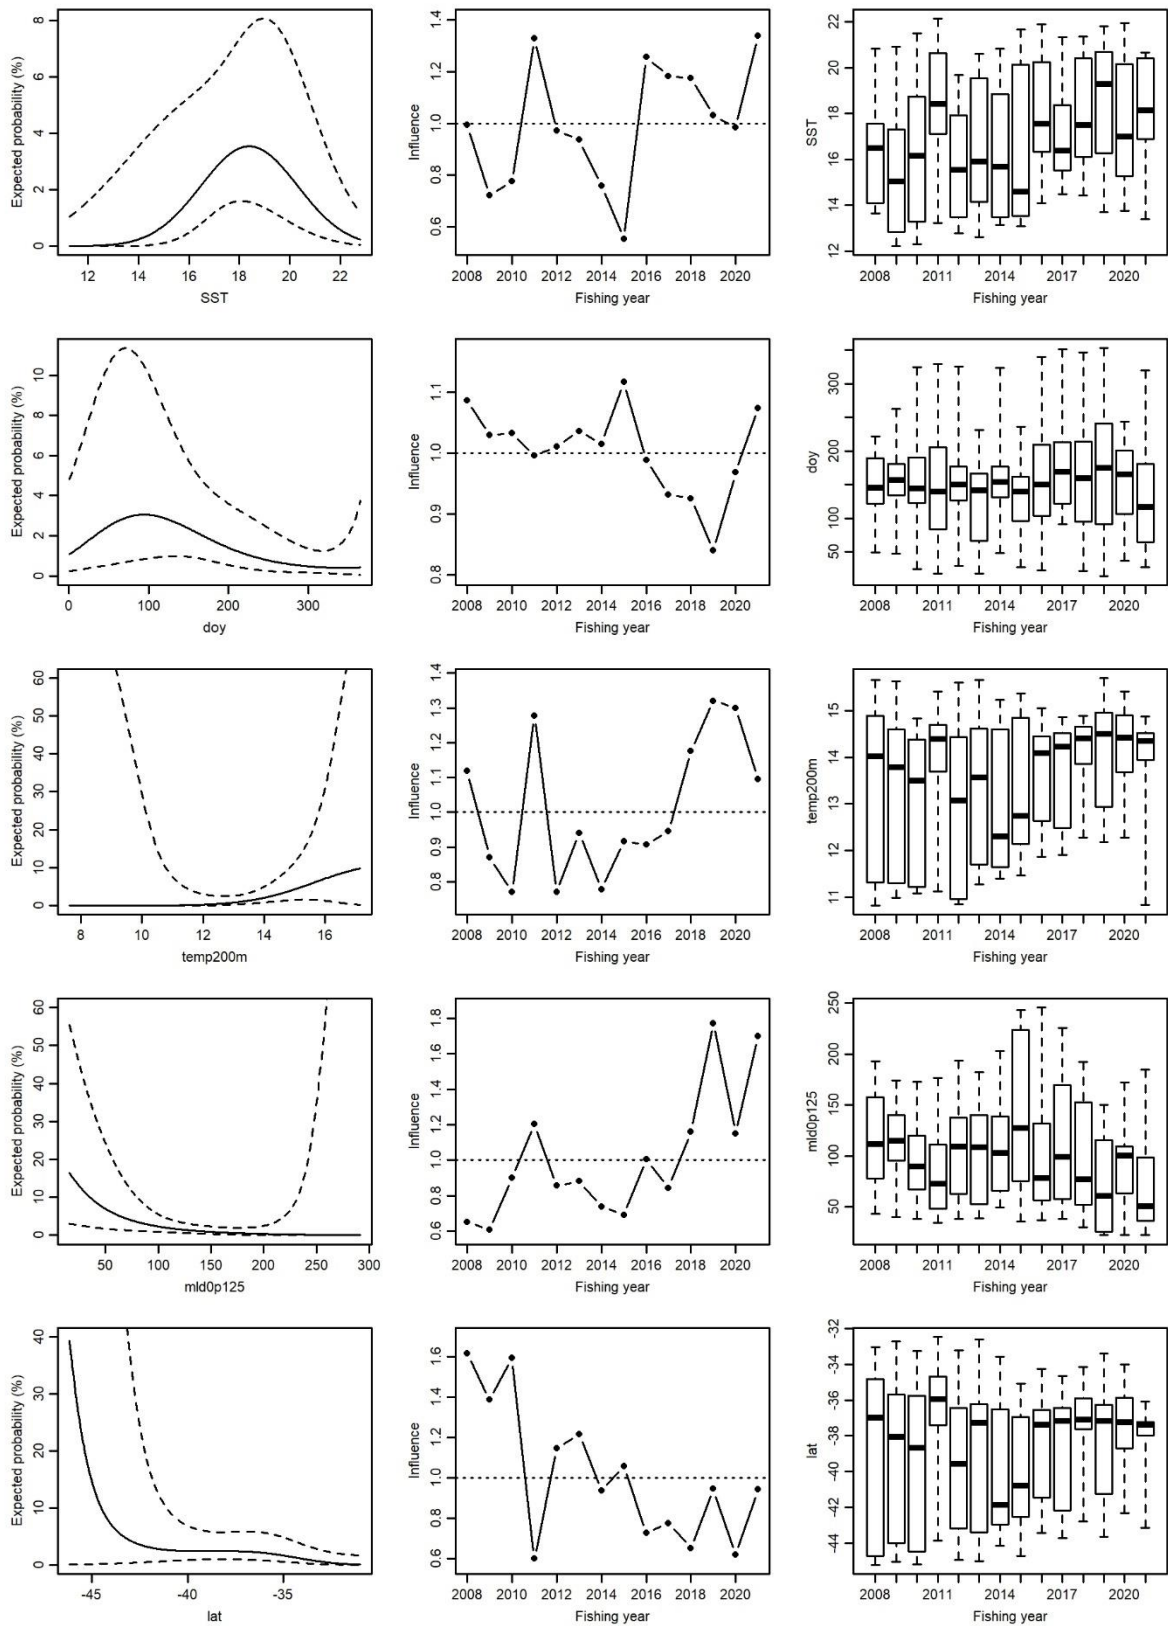 Expected probability (%)
0 2 4 6 8
12 14 16 18 20 22
SST
Influence
0.6 0.8 1.0 1.2 1.4
2008 2010 2012 2014 2016 2018 2020
Fishing year
SST
12 14 16 18 20 22
2008 2011 2014 2017 2020
Fishing year
Expected probability (%)
0 2 4 6 8 10
0 100 200 300
doy
Influence
0.8 0.9 1.0 1.1
2008 2010 2012 2014 2016 2018 2020
Fishing year
doy
50 100 200 300
2008 2011 2014 2017 2020
Fishing year
Expected probability (%)
0 10 20 30 40 50 60
8 10 12 14 16
temp200m
Influence
0.8 0.9 1.0 1.1 1.2 1.3 1.4
2008 2010 2012 2014 2016 2018 2020
Fishing year
temp200m
11 12 13 14 15
2008 2011 2014 2017 2020
Fishing year
Expected probability (%)
0 10 20 30 40 50 60
50 100 150 200 250 300
mld0p125
Influence
0.6 0.8 1.0 1.2 1.4 1.6 1.8
2008 2010 2012 2014 2016 2018 2020
Fishing year
mld0p125
50 100 150 200 250
2008 2011 2014 2017 2020
Fishing year
Expected probability (%)
0 10 20 30 40
-45 -40 -35
lat
Influence
0.6 0.8 1.0 1.2 1.4 1.6
2008 2010 2012 2014 2016 2018 2020
Fishing year
lat
-44 -42 -40 -38 -36 -34 -32
2008 2011 2014 2017 2020
Fishing year